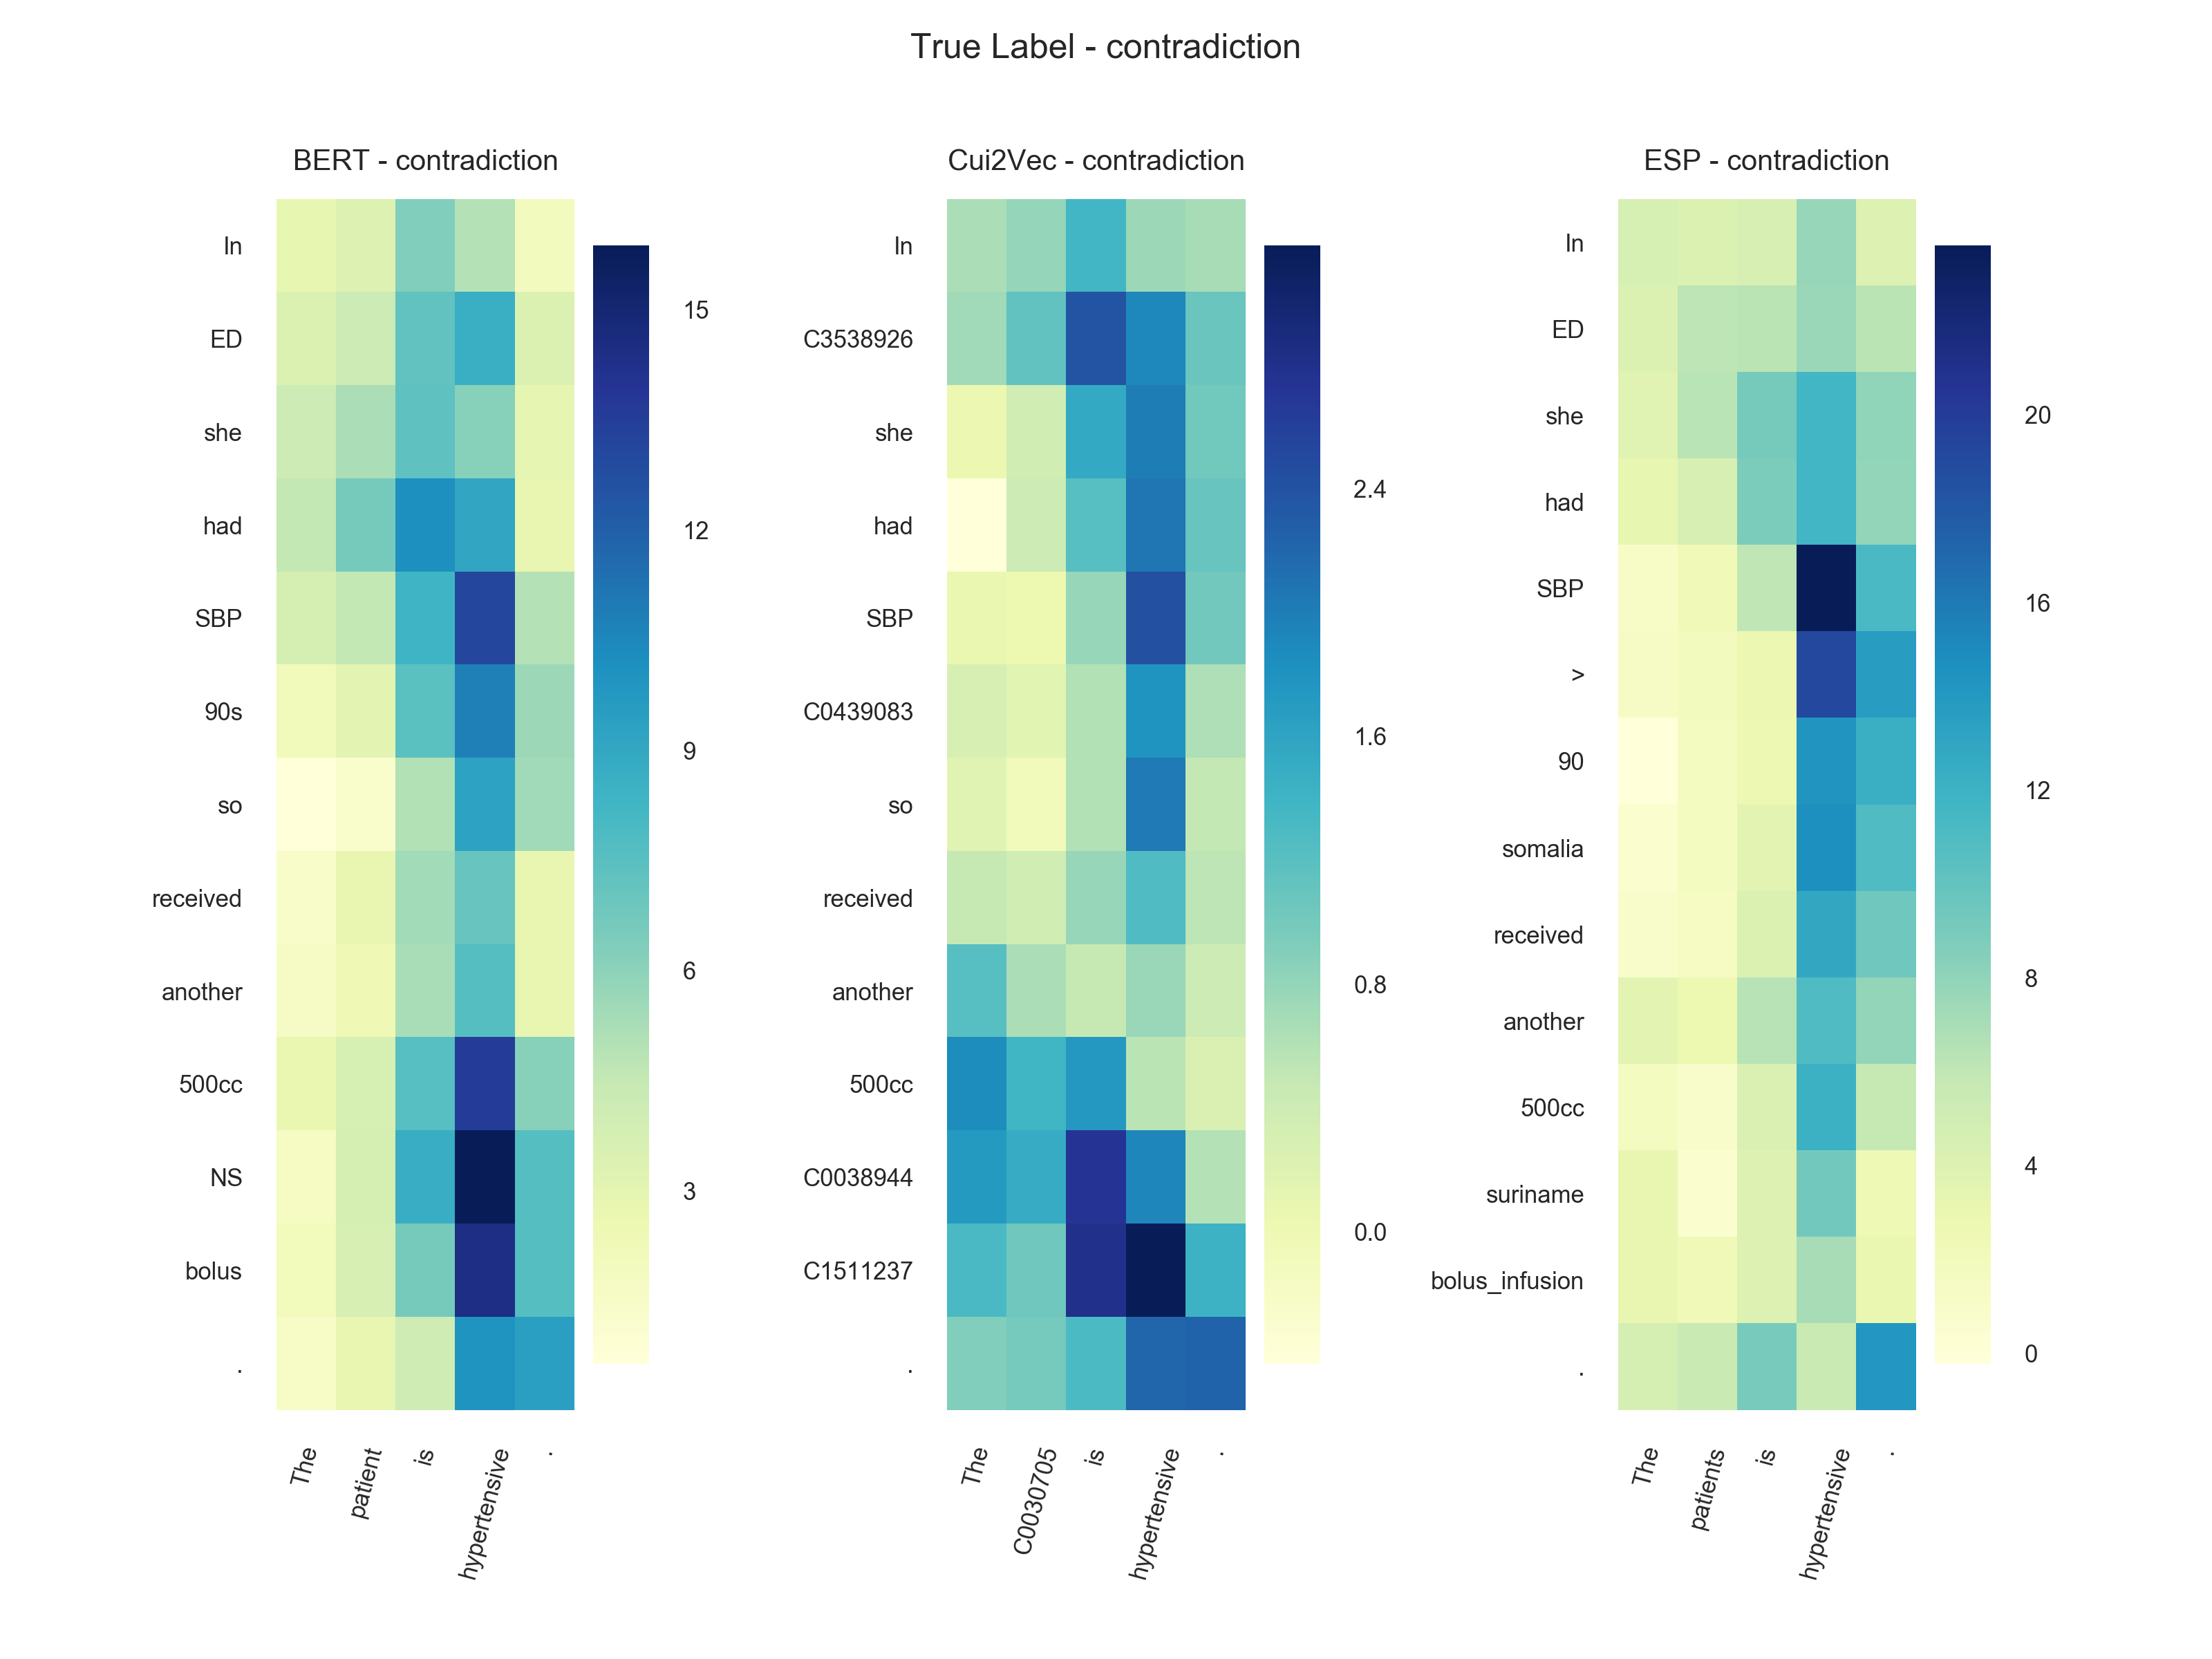 True Label - contradiction
BERT - contradiction
In
ED
she
had
SBP
90s
so
received
another
500cc
NS
bolus
.
The
patient
is
hypertensive
.
15
12
9
6
3
Cui2Vec - contradiction
In
C3538926
she
had
SBP
C0439083
so
received
another
500cc
C0038944
C1511237
.
The
C0030705
is
hypertensive
.
2.4
1.6
0.8
0.0
ESP - contradiction
In
ED
she
had
SBP
>
90
somalia
received
another
500cc
suriname
bolus_infusion
.
The
patients
is
hypertensive
.
20
16
12
8
4
0